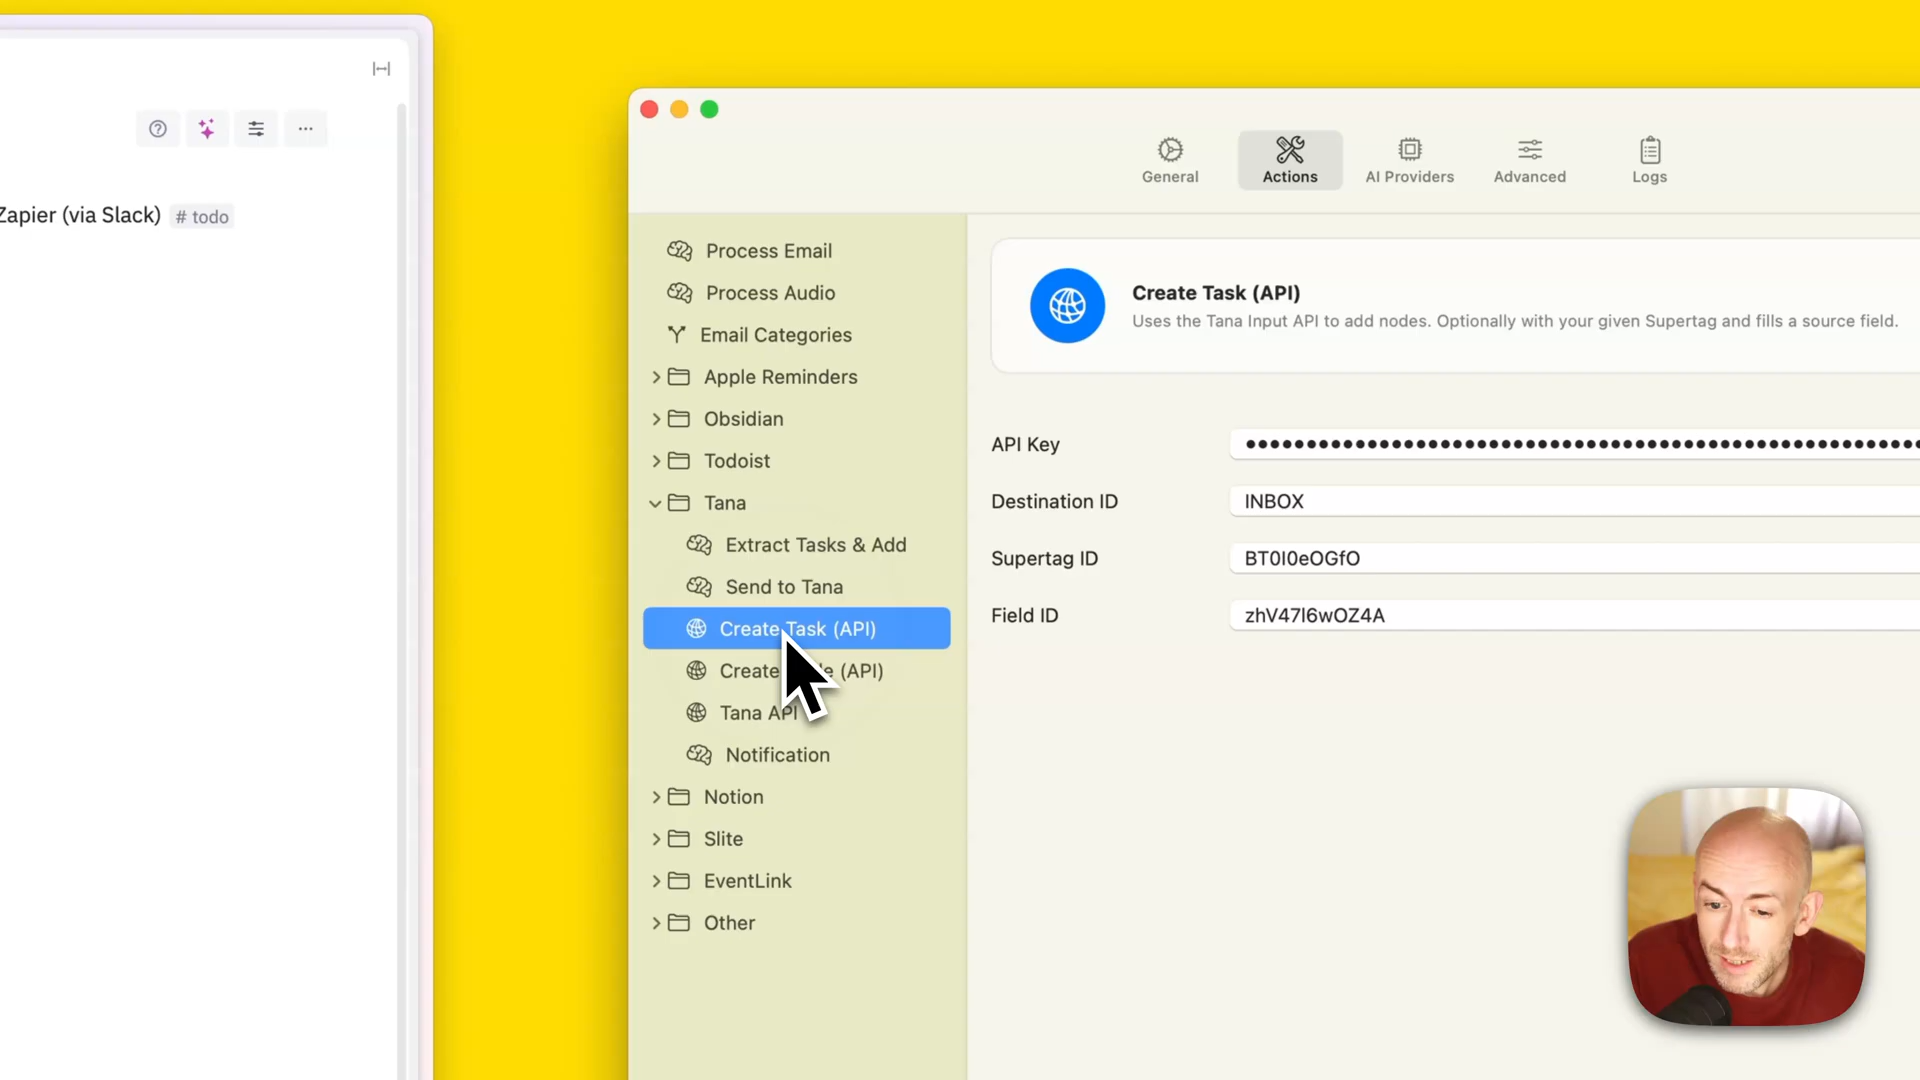 Zapier (via Slack) # todo
General
Actions
AI Providers
Advanced
Logs
Process Email
Process Audio
Email Categories
Apple Reminders
Obsidian
Todoist
Tana
Extract Tasks & Add
Send to Tana
Create Task (API)
Create (API)
Tana API
Notification
Notion
Slite
EventLink
Other
Create Task (API)
Uses the Tana Input API to add nodes. Optionally with your given Supertag and fills a source field.
API Key
Destination ID INBOX
Supertag ID BT0I0eOGfO
Field ID zhV47l6wOZ4A